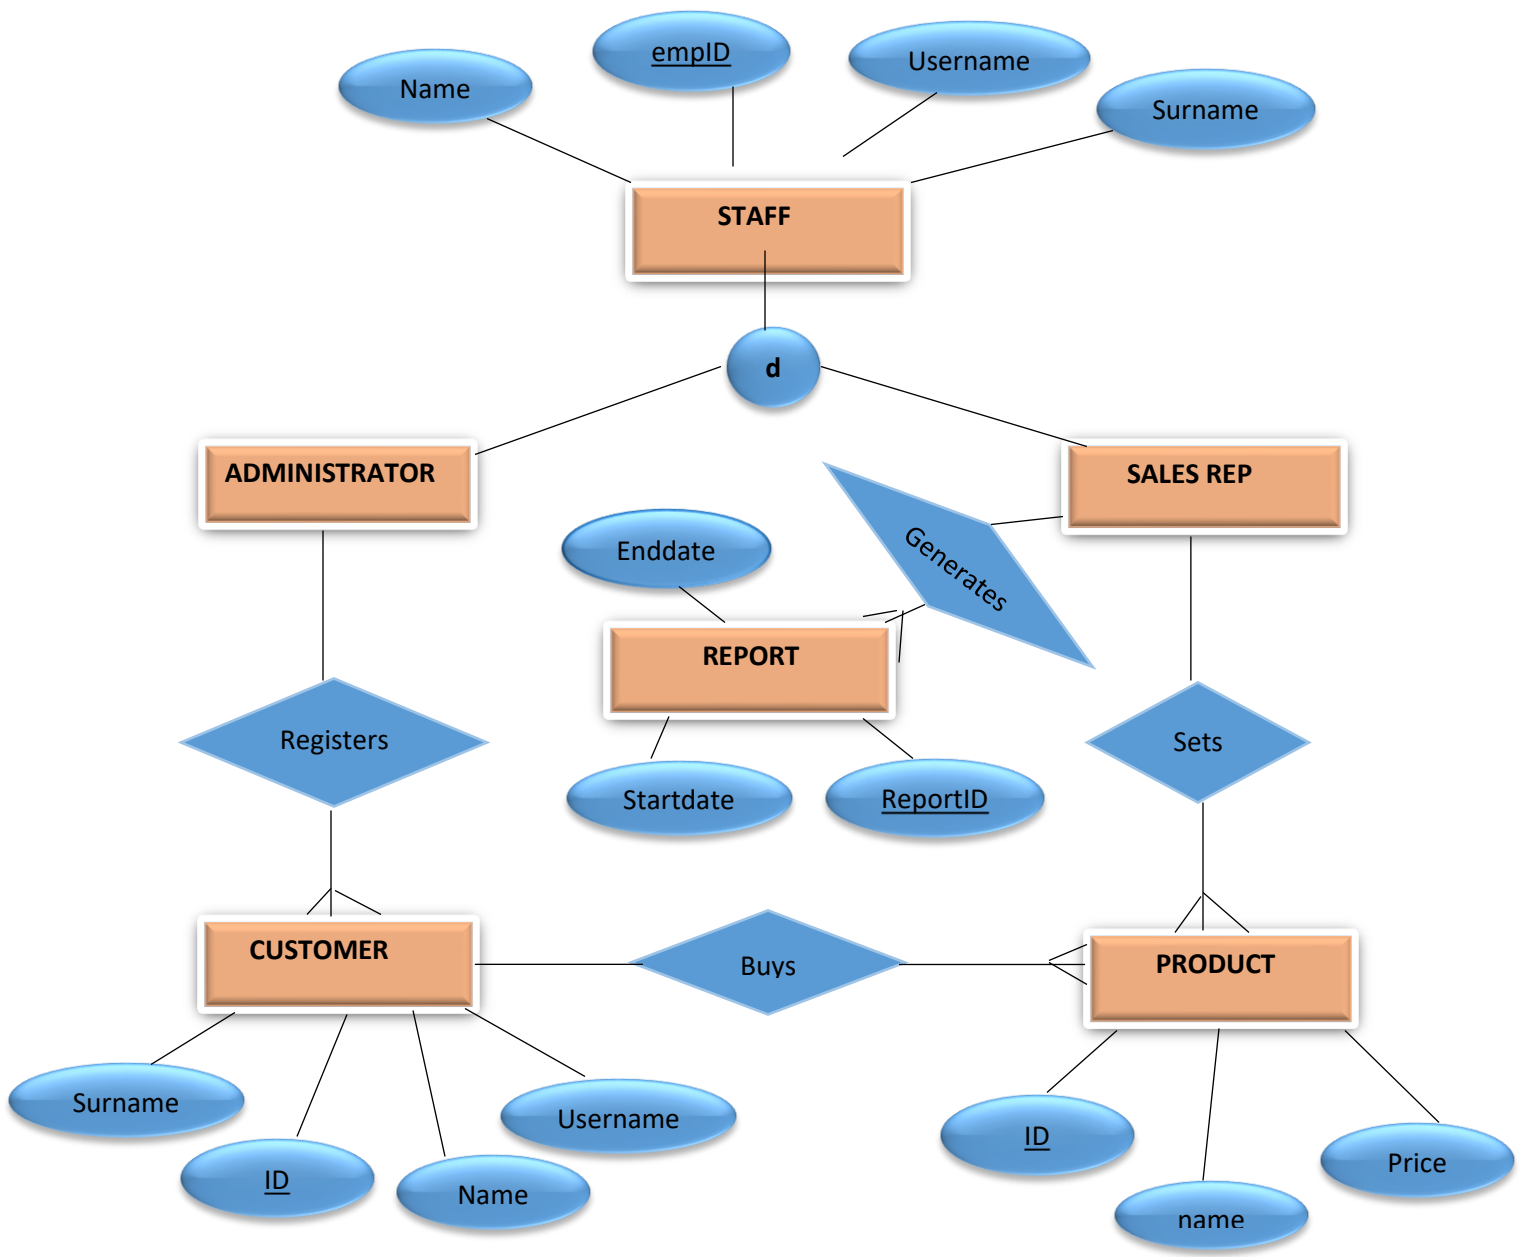 Name
empID
Username
Surname
STAFF
d
ADMINISTRATOR
SALES REP
Enddate
Generates
REPORT
Registers
Sets
Startdate
ReportID
CUSTOMER
Buys
PRODUCT
Surname
ID
Name
Username
ID
name
Price